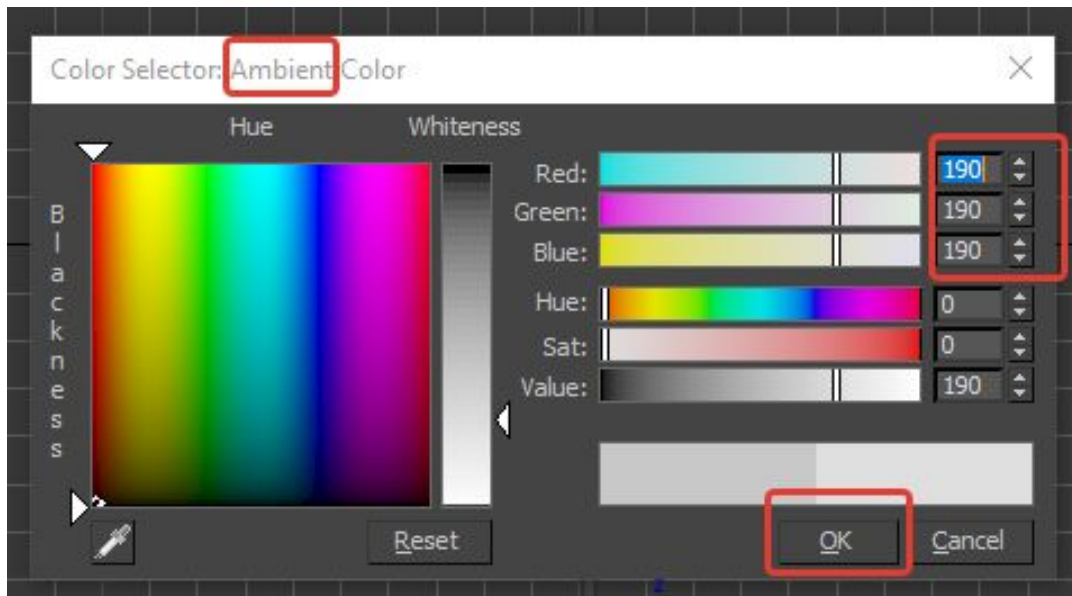 Color Selector: Ambient Color
Hue Whiteness
Blackness
Red: 190
Green: 190
Blue: 190
Hue: 0
Sat: 0
Value: 190
Reset OK Cancel
z